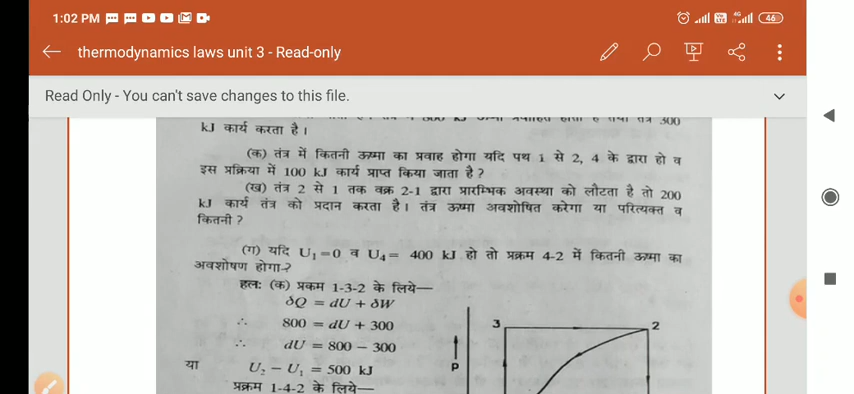 1:02 PM
46
thermodynamics laws unit 3 - Read-only
Read Only - You can't save changes to this file.
300
kJ कार्य करता है।
(क) तंत्र में कितनी ऊष्मा का प्रवाह होगा यदि पथ 1 से 2, 4 के द्वारा हो व
इस प्रक्रिया में 100 kJ कार्य प्राप्त किया जाता है ?
(ख) तंत्र 2 से 1 तक वक्र 2-1 द्वारा प्रारम्भिक अवस्था को लौटता है तो 200
kJ कार्य तंत्र को प्रदान करता है। तंत्र ऊष्मा अवशोषित करेगा या परित्यक्त व
कितनी ?
(ग) यदि U₁=0 व U₄= 400 kJ हो तो प्रक्रम 4-2 में कितनी ऊष्मा का
अवशोषण होगा-?
हल: (क) प्रकम 1-3-2 के लिये—
δQ = dU + δW
∴ 800 = dU + 300
∴ dU = 800 – 300
या U₂ – U₁ = 500 kJ
प्रक्रम 1-4-2 के लिये—
3 2
P